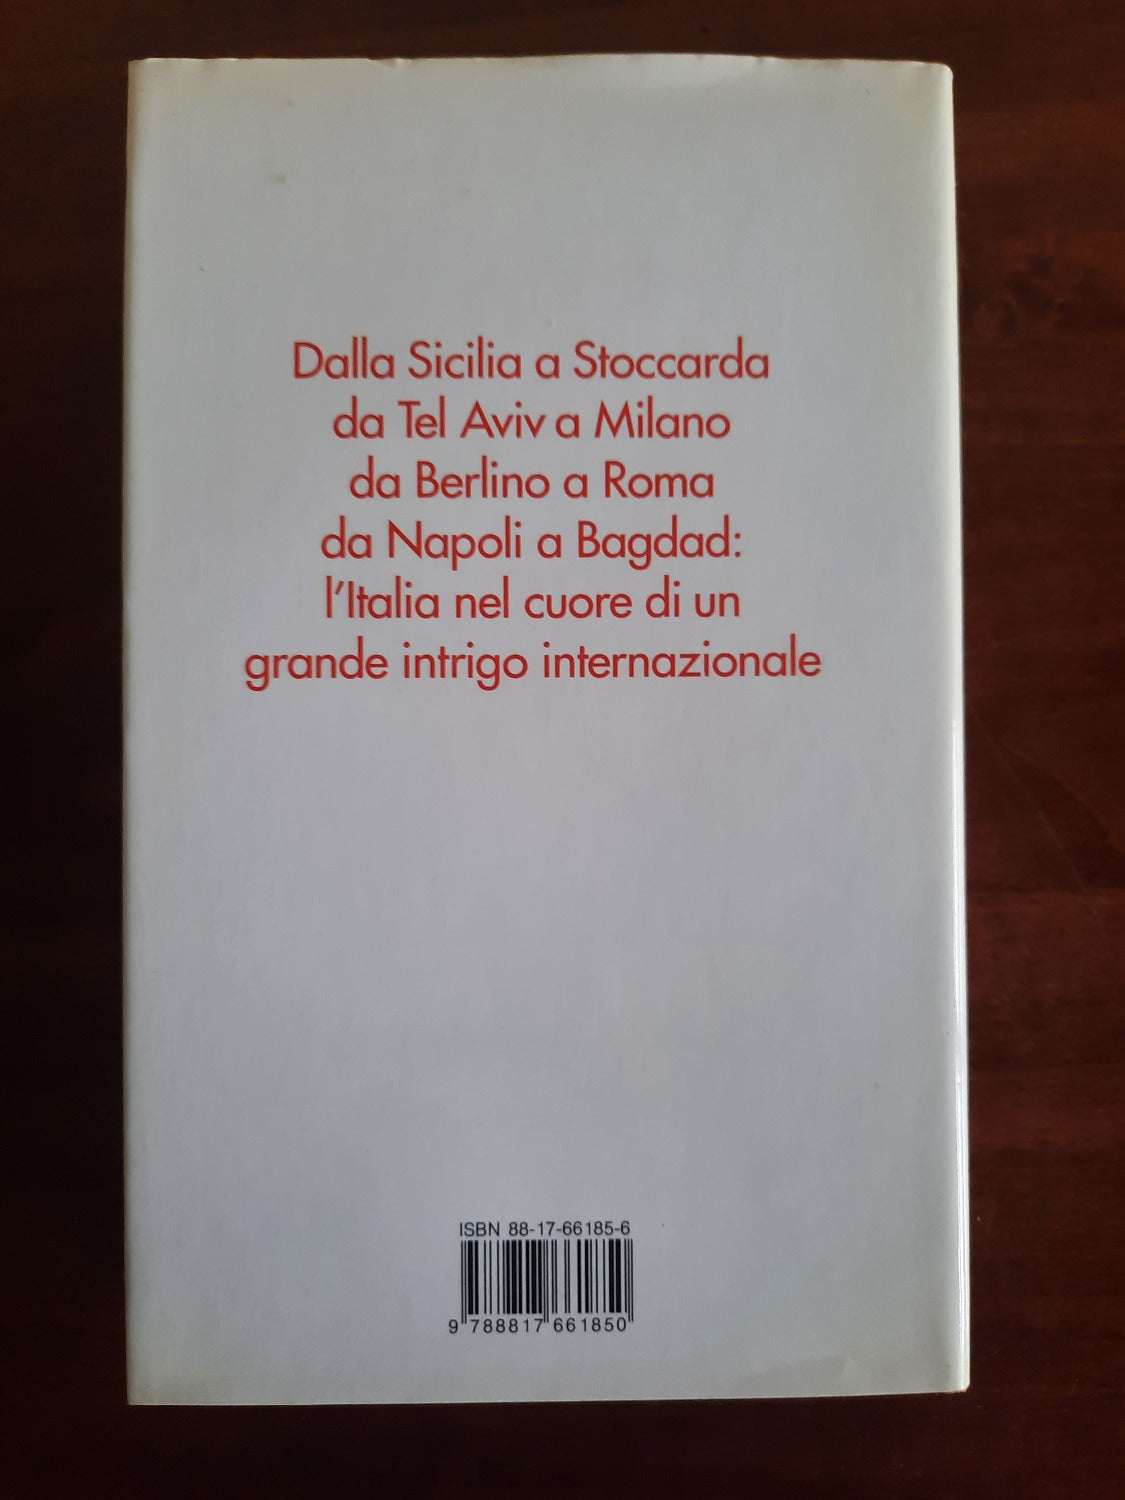 Dalla Sicilia a Stoccarda
da Tel Aviv a Milano
da Berlino a Roma
da Napoli a Bagdad:
l'Italia nel cuore di un
grande intrigo internazionale
ISBN 88-17-66185-6
9 788817 661850